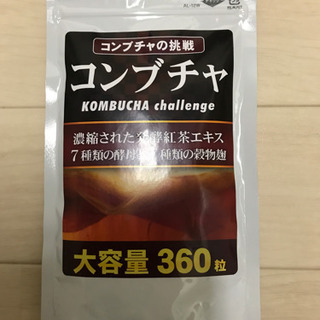 コンブチャの挑戦
コンブチャ
KOMBUCHA challenge
濃縮された発酵紅茶エキス
7種類の酵母 種類の穀物麹
大容量 360粒